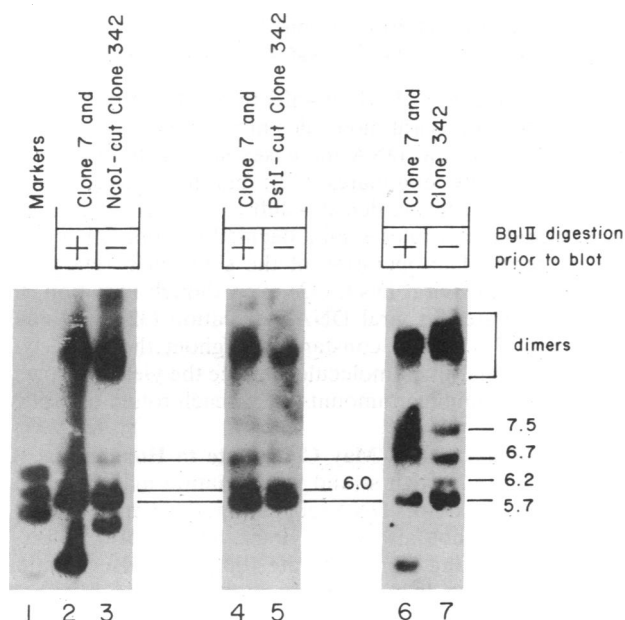 Markers
Clone 7 and
NcoI-cut Clone 342
Clone 7 and
PstI-cut Clone 342
Clone 7 and
Clone 342
+ − + − + −
BglII digestion
prior to blot
dimers
7.5
6.7
6.0
6.2
5.7
1 2 3 4 5 6 7